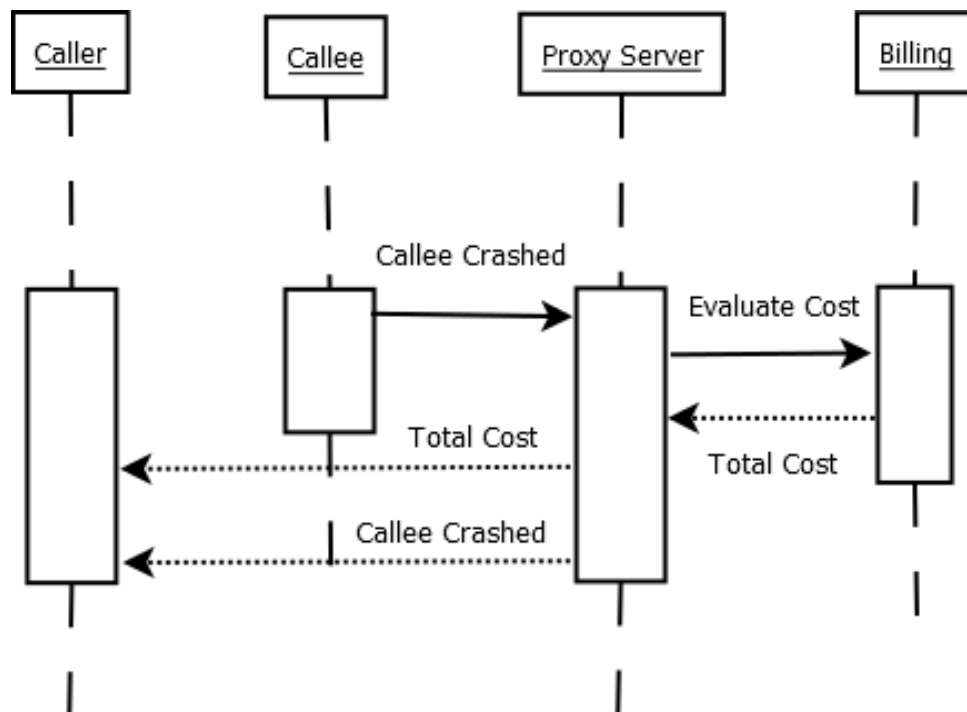 Caller
Callee
Proxy Server
Billing
Callee Crashed
Evaluate Cost
Total Cost
Total Cost
Callee Crashed